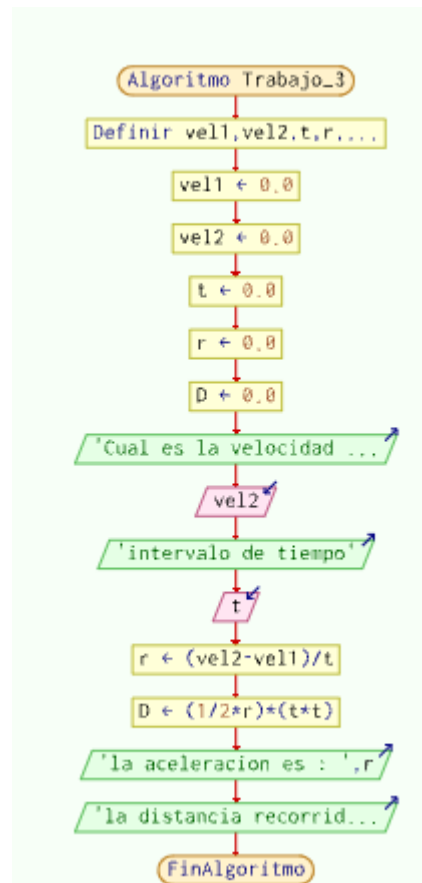 Algoritmo Trabajo_3
Definir vel1,vel2,t,r,...
vel1 ← 0.0
vel2 ← 0.0
t ← 0.0
r ← 0.0
D ← 0.0
'Cual es la velocidad ...
vel2
'intervalo de tiempo'
t
r ← (vel2-vel1)/t
D ← (1/2*r)*(t*t)
'la aceleracion es : ',r
'la distancia recorrid...
FinAlgoritmo